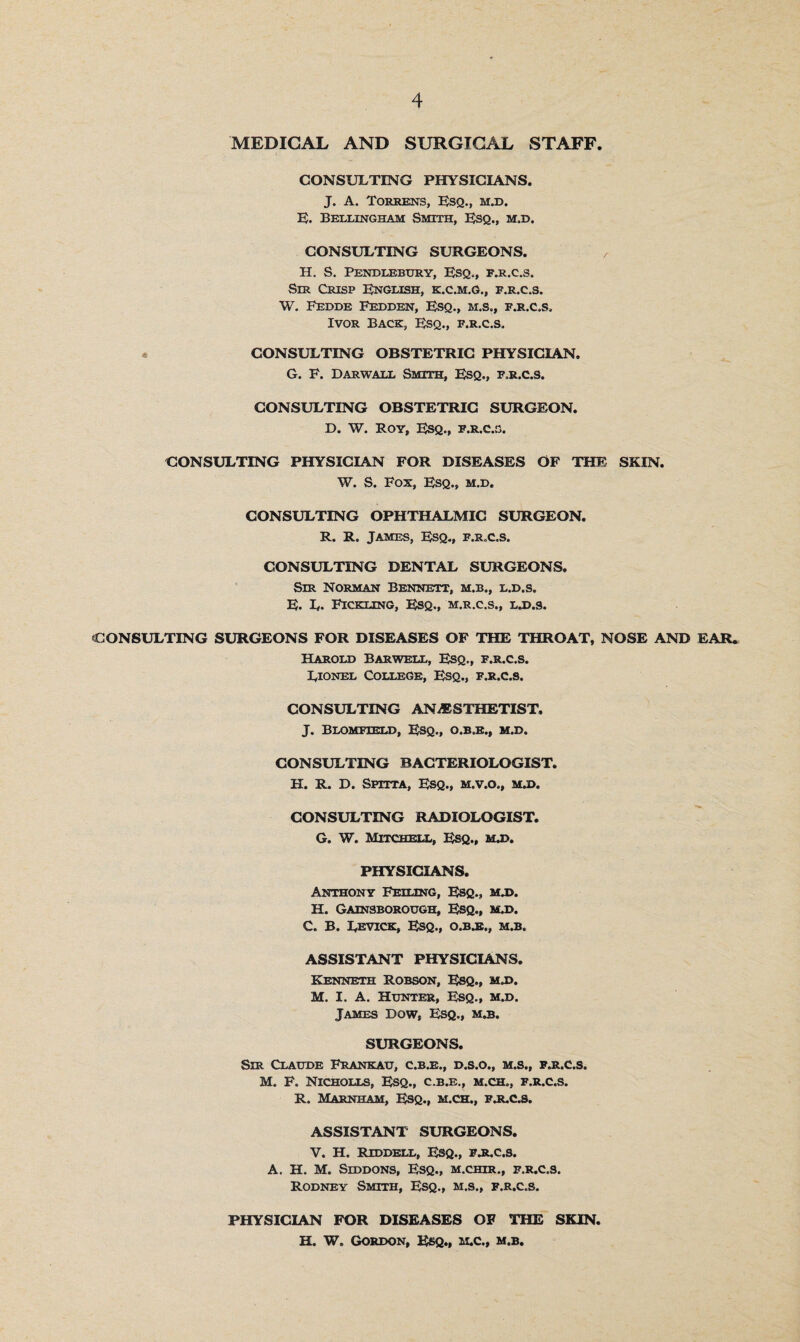 4
MEDICAL AND SURGICAL STAFF.
CONSULTING PHYSICIANS.
J. A. TORRENS, ESQ., M.D.
E. BELLINGHAM SMITH, ESQ., M.D.
CONSULTING SURGEONS.
H. S. PENDLEBURY, ESQ., F.R.C.S.
SIR CRISP ENGLISH, K.C.M.G., F.R.C.S.
W. FEDDE FEDDEN, ESQ., M.S., F.R.C.S.
IVOR BACK, ESQ., F.R.C.S.
CONSULTING OBSTETRIC PHYSICIAN.
G. F. DARWALL SMITH, ESQ., F.R.C.S.
CONSULTING OBSTETRIC SURGEON.
D. W. ROY, ESQ., F.R.C.S.
CONSULTING PHYSICIAN FOR DISEASES OF THE SKIN.
W. S. FOX, ESQ., M.D.
CONSULTING OPHTHALMIC SURGEON.
R. R. JAMES, ESQ., F.R.C.S.
CONSULTING DENTAL SURGEONS.
SIR NORMAN BENNETT, M.B., L.D.S.
E. L. FICKLING, ESQ., M.R.C.S., L.D.S.
CONSULTING SURGEONS FOR DISEASES OF THE THROAT, NOSE AND EAR.
HAROLD BARWELL, ESQ., F.R.C.S.
LIONEL COLLEGE, ESQ., F.R.C.S.
CONSULTING ANÆSTHETIST.
J. BLOMFIELD, ESQ., O.B.E., M.D.
CONSULTING BACTERIOLOGIST.
H. R. D. SPITTA, ESQ., M.V.O., M.D.
CONSULTING RADIOLOGIST.
G. W. MITCHELL, ESQ., M.D.
PHYSICIANS.
ANTHONY FEILING, ESQ., M.D.
H. GAINSBOROUGH, ESQ., M.D.
C. B. LEVICK, ESQ., O.B.E., M.B.
ASSISTANT PHYSICIANS.
KENNETH ROBSON, ESQ., M.D.
M. I. A. HUNTER, ESQ., M.D.
JAMES DOW, ESQ., M.B.
SURGEONS.
SIR CLAUDE FRANKAU, C.B.E., D.S.O., M.S., F.R.C.S.
M. F. NICHOLLS, ESQ., C.B.E., M.CH., F.R.C.S.
R. MARNHAM, ESQ., M.CH., F.R.C.S.
ASSISTANT SURGEONS.
V. H. RIDDELL, ESQ., F.R.C.S.
A. H. M. SIDDONS, ESQ., M.CHIR., F.R.C.S.
RODNEY SMITH, ESQ., M.S., F.R.C.S.
PHYSICIAN FOR DISEASES OF THE SKIN.
H. W. GORDON, ESQ., M.C., M.B.